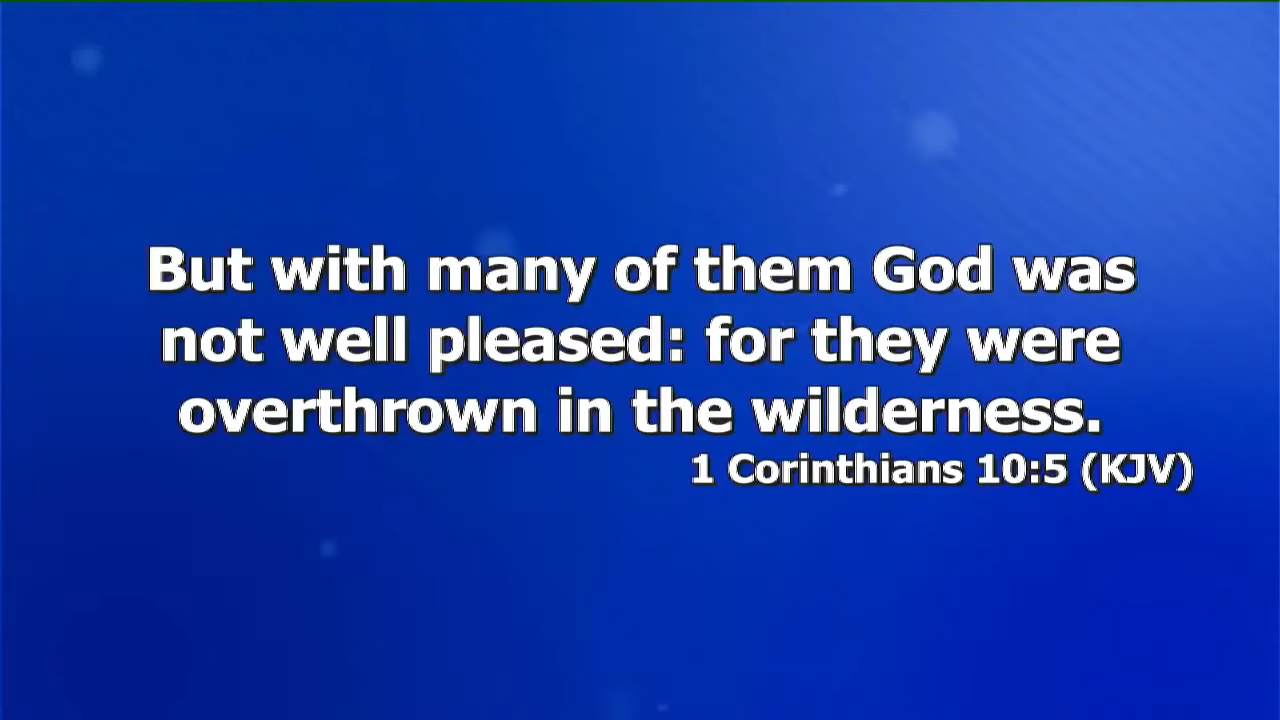 But with many of them God was
not well pleased: for they were
overthrown in the wilderness.
1 Corinthians 10:5 (KJV)